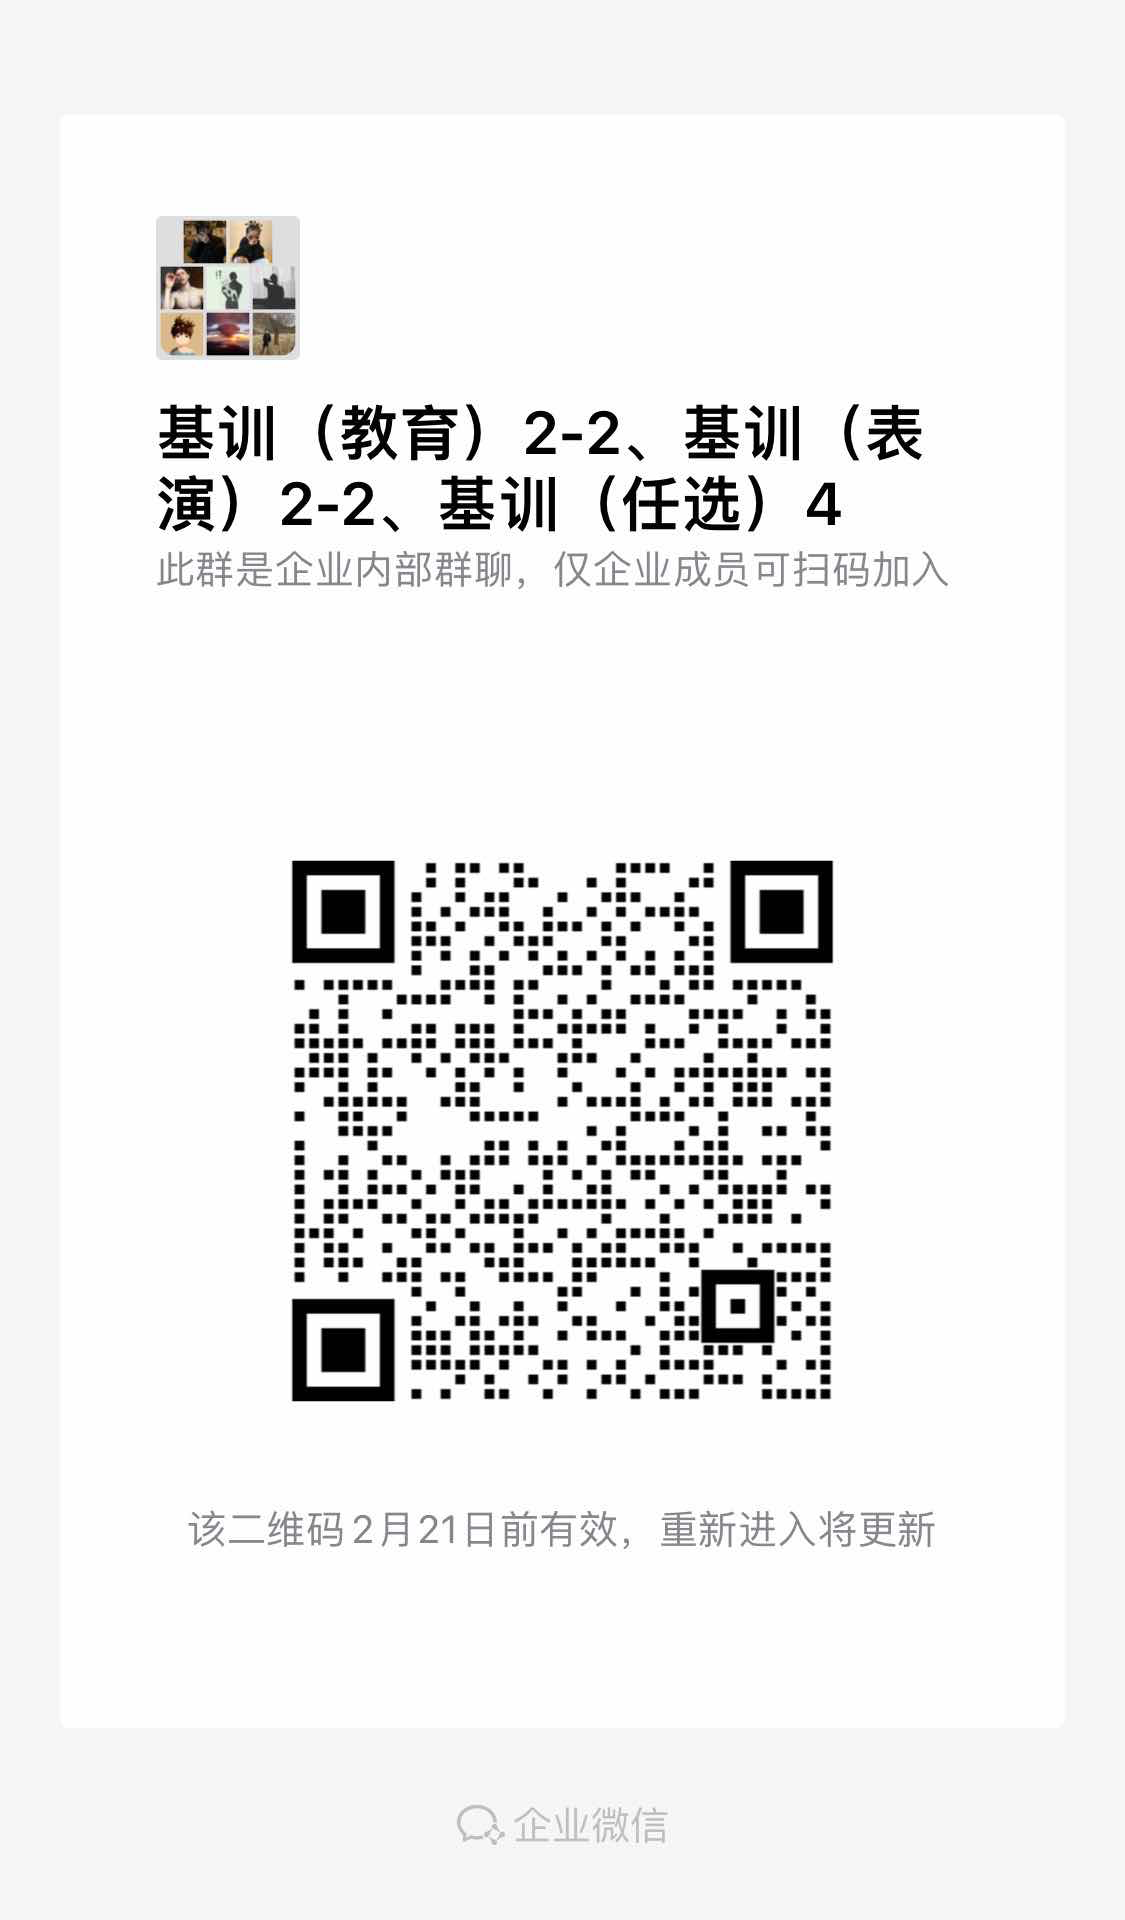 基训（教育）2-2、基训（表
演）2-2、基训（任选）4
此群是企业内部群聊，仅企业成员可扫码加入
该二维码2月21日前有效，重新进入将更新
企业微信